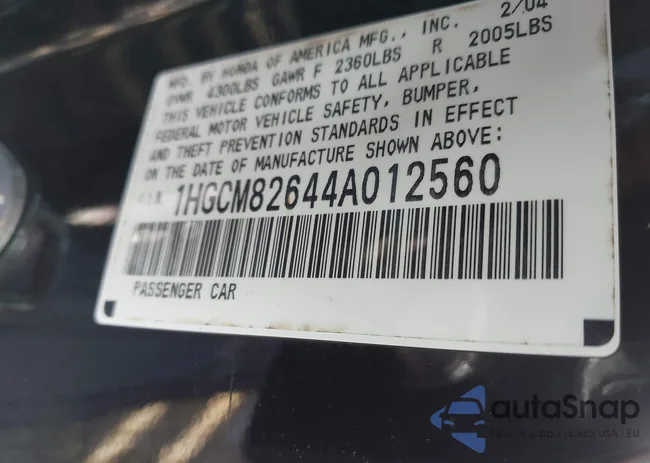 MFD. BY HONDA OF AMERICA MFG., INC. 2/04
GVWR 4300LBS GAWR F 2360LBS R 2005LBS
THIS VEHICLE CONFORMS TO ALL APPLICABLE
FEDERAL MOTOR VEHICLE SAFETY, BUMPER,
AND THEFT PREVENTION STANDARDS IN EFFECT
ON THE DATE OF MANUFACTURE SHOWN ABOVE:
V.I.N. 1HGCM82644A012560
PASSENGER CAR
autoSnap
USA - EU